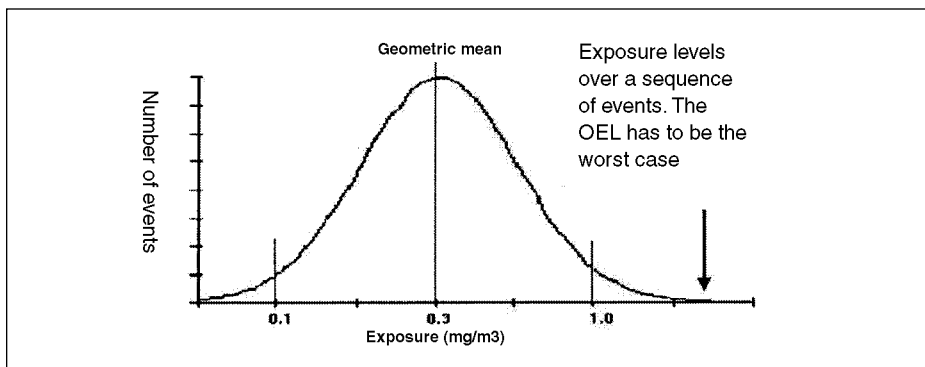 Geometric mean
Exposure levels
over a sequence
of events. The
OEL has to be the
worst case
Number of events
0.1
0.3
1.0
Exposure (mg/m3)